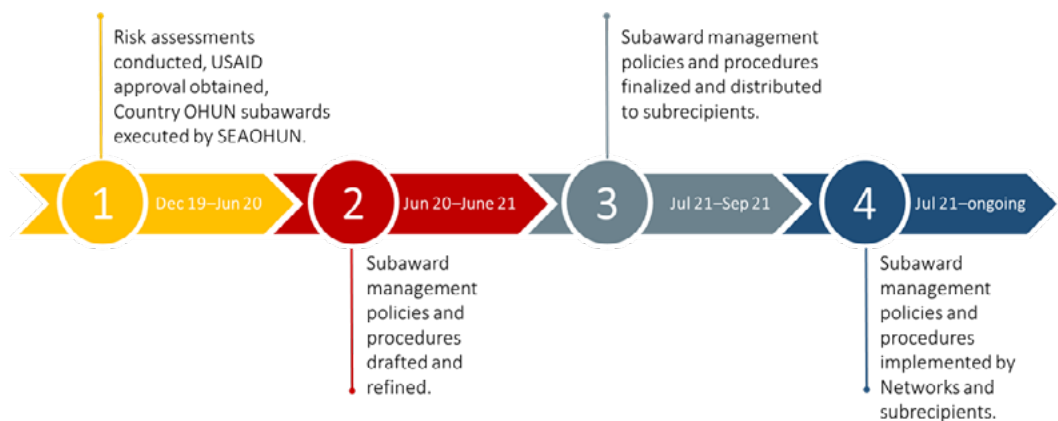 Risk assessments
conducted, USAID
approval obtained,
Country OHUN subawards
executed by SEAOHUN.
Subaward management
policies and procedures
finalized and distributed
to subrecipients.
1
Dec 19–Jun 20
2
Jun 20–June 21
3
Jul 21–Sep 21
4
Jul 21–ongoing
Subaward
management
policies and
procedures
drafted and
refined.
Subaward
management
policies and
procedures
implemented by
Networks and
subrecipients.